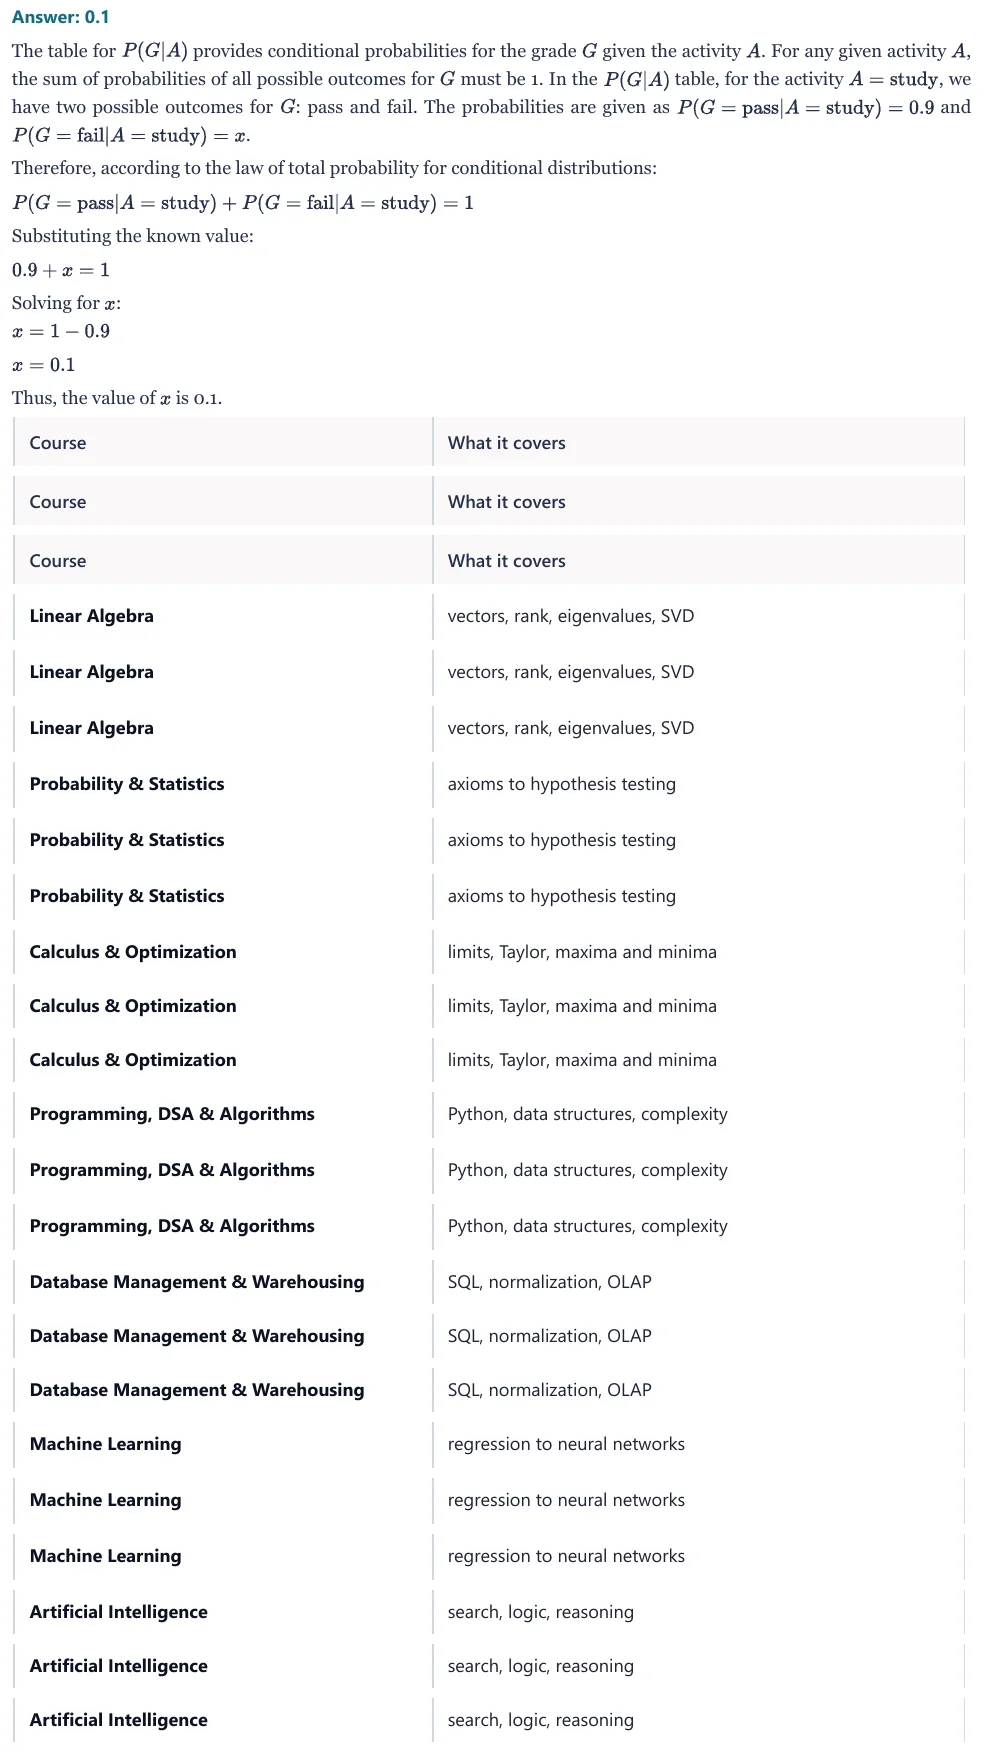 Answer: 0.1
The table for P(G|A) provides conditional probabilities for the grade G given the activity A. For any given activity A,
the sum of probabilities of all possible outcomes for G must be 1. In the P(G|A) table, for the activity A = study, we
have two possible outcomes for G: pass and fail. The probabilities are given as P(G = pass|A = study) = 0.9 and
P(G = fail|A = study) = x.
Therefore, according to the law of total probability for conditional distributions:
P(G = pass|A = study) + P(G = fail|A = study) = 1
Substituting the known value:
0.9 + x = 1
Solving for x:
x = 1 − 0.9
x = 0.1
Thus, the value of x is 0.1.
Course What it covers
Course What it covers
Course What it covers
Linear Algebra vectors, rank, eigenvalues, SVD
Linear Algebra vectors, rank, eigenvalues, SVD
Linear Algebra vectors, rank, eigenvalues, SVD
Probability & Statistics axioms to hypothesis testing
Probability & Statistics axioms to hypothesis testing
Probability & Statistics axioms to hypothesis testing
Calculus & Optimization limits, Taylor, maxima and minima
Calculus & Optimization limits, Taylor, maxima and minima
Calculus & Optimization limits, Taylor, maxima and minima
Programming, DSA & Algorithms Python, data structures, complexity
Programming, DSA & Algorithms Python, data structures, complexity
Programming, DSA & Algorithms Python, data structures, complexity
Database Management & Warehousing SQL, normalization, OLAP
Database Management & Warehousing SQL, normalization, OLAP
Database Management & Warehousing SQL, normalization, OLAP
Machine Learning regression to neural networks
Machine Learning regression to neural networks
Machine Learning regression to neural networks
Artificial Intelligence search, logic, reasoning
Artificial Intelligence search, logic, reasoning
Artificial Intelligence search, logic, reasoning